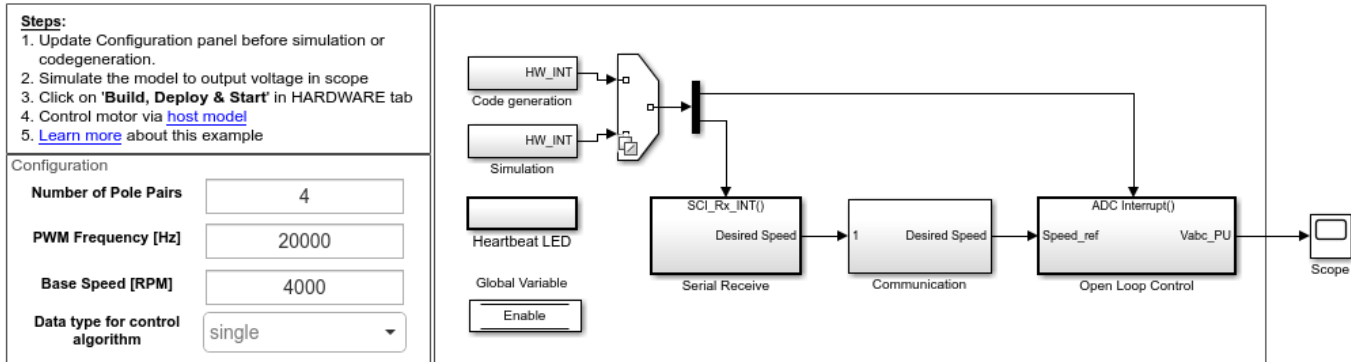 Steps:
1. Update Configuration panel before simulation or
codegeneration.
2. Simulate the model to output voltage in scope
3. Click on 'Build, Deploy & Start' in HARDWARE tab
4. Control motor via host model
5. Learn more about this example
Configuration
Number of Pole Pairs
4
PWM Frequency [Hz]
20000
Base Speed [RPM]
4000
Data type for control
algorithm
single
HW_INT
Code generation
HW_INT
Simulation
Heartbeat LED
Global Variable
Enable
SCI_Rx_INT()
Desired Speed
Serial Receive
1
Desired Speed
Communication
ADC Interrupt()
Speed_ref
Vabc_PU
Open Loop Control
Scope